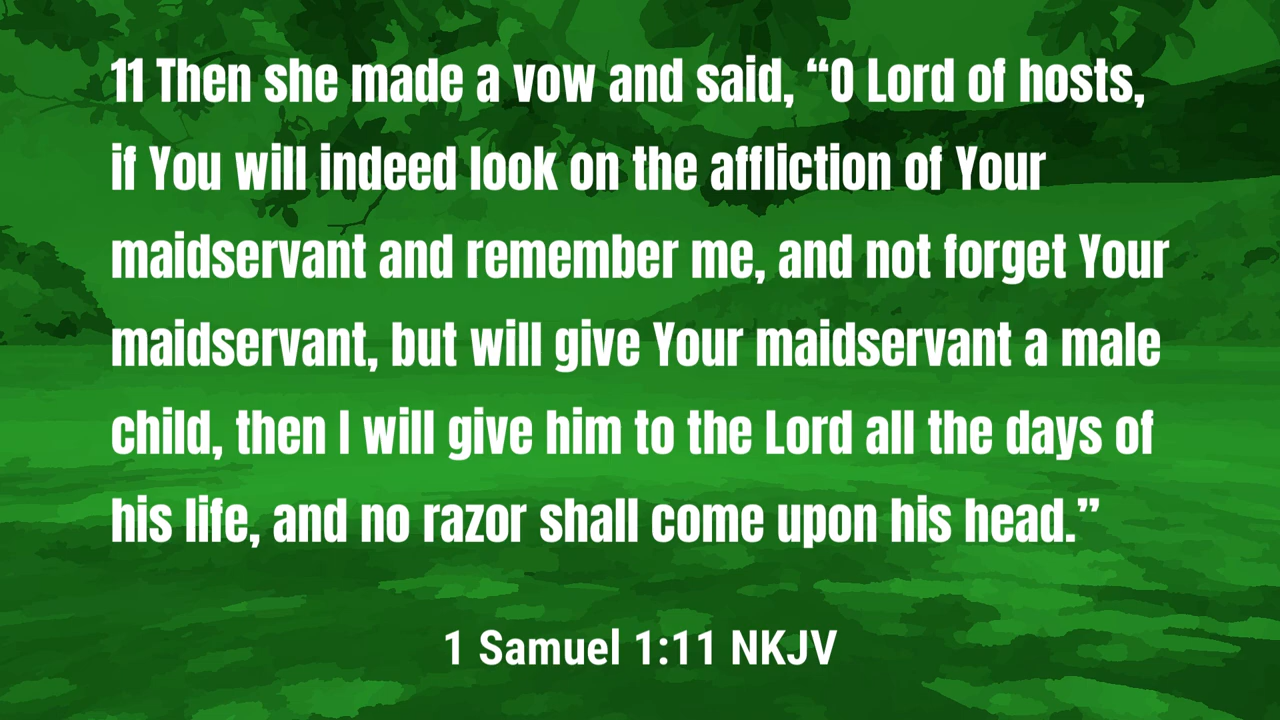 11 Then she made a vow and said, “O Lord of hosts,
if You will indeed look on the affliction of Your
maidservant and remember me, and not forget Your
maidservant, but will give Your maidservant a male
child, then I will give him to the Lord all the days of
his life, and no razor shall come upon his head.”
1 Samuel 1:11 NKJV